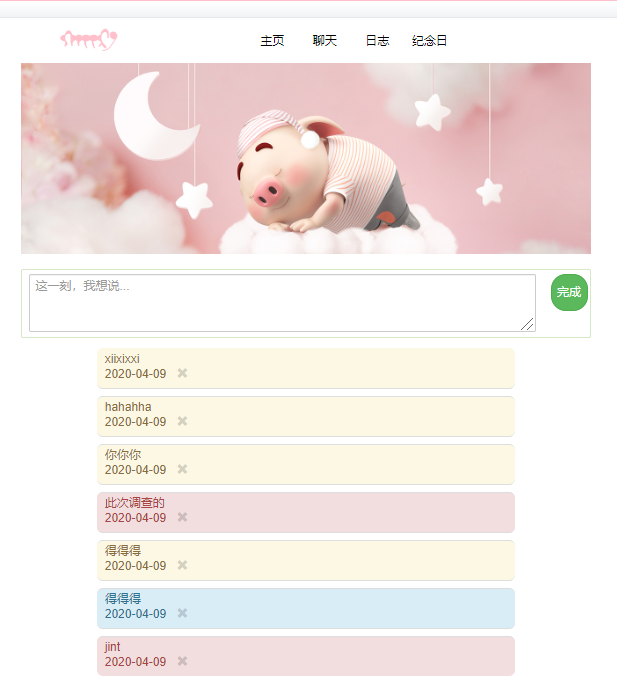 主页 聊天 日志 纪念日
这一刻，我想说...
完成
xiixixxi
2020-04-09
hahahha
2020-04-09
你你你
2020-04-09
此次调查的
2020-04-09
得得得
2020-04-09
得得得
2020-04-09
jint
2020-04-09